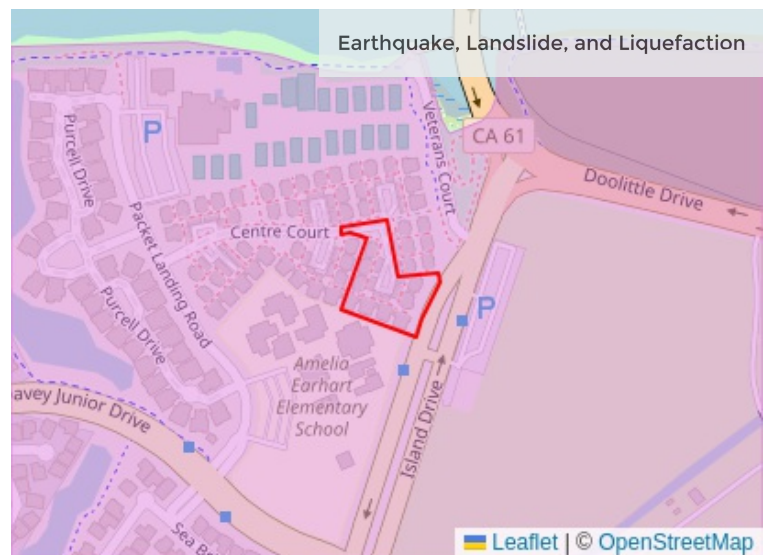 Earthquake, Landslide, and Liquefaction
CA 61
Doolittle Drive
Veterans Court
P
Purcell Drive
Packet Landing Road
Centre Court
Purcell Drive
P
Amelia
Earhart
Elementary
School
Island Drive
avey Junior Drive
Sea B
Leaflet | © OpenStreetMap